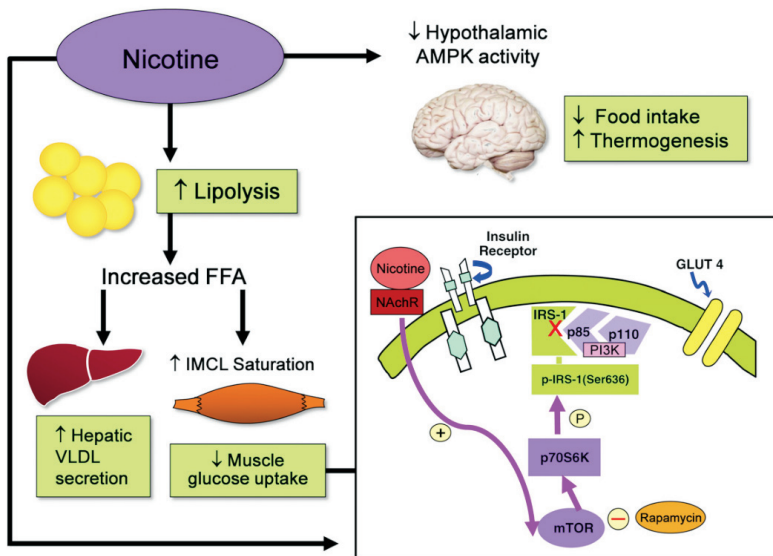 Nicotine
↓ Hypothalamic
AMPK activity
↓ Food intake
↑ Thermogenesis
↑ Lipolysis
Increased FFA
↑ IMCL Saturation
↑ Hepatic
VLDL
secretion
↓ Muscle
glucose uptake
Insulin
Receptor
GLUT 4
Nicotine
NAchR
IRS-1
X
p85
p110
PI3K
p-IRS-1(Ser636)
P
+
p70S6K
mTOR
−
Rapamycin